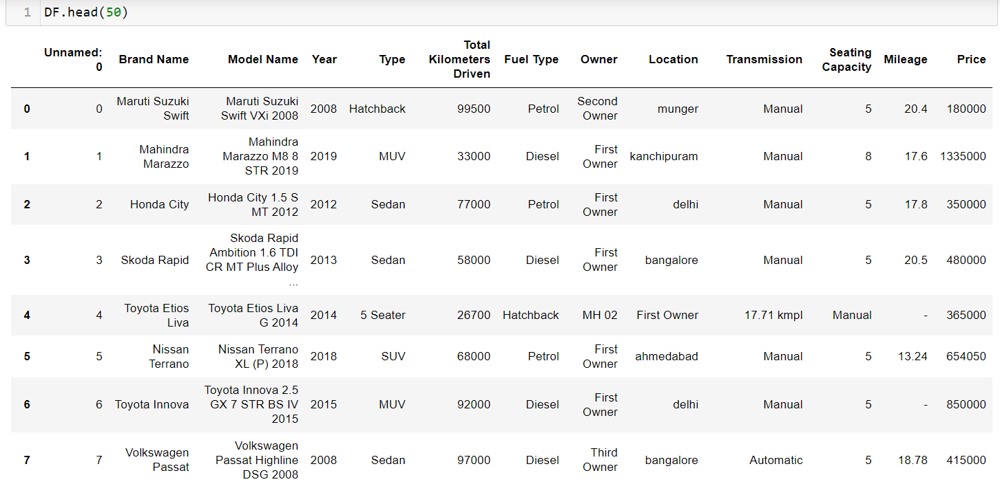 1 DF.head(50)
Unnamed: 0 Brand Name Model Name Year Type Total Kilometers Driven Fuel Type Owner Location Transmission Seating Capacity Mileage Price
0 0 Maruti Suzuki Swift Maruti Suzuki Swift VXi 2008 2008 Hatchback 99500 Petrol Second Owner munger Manual 5 20.4 180000
1 1 Mahindra Marazzo Mahindra Marazzo M8 8 STR 2019 2019 MUV 33000 Diesel First Owner kanchipuram Manual 8 17.6 1335000
2 2 Honda City Honda City 1.5 S MT 2012 2012 Sedan 77000 Petrol First Owner delhi Manual 5 17.8 350000
3 3 Skoda Rapid Skoda Rapid Ambition 1.6 TDI CR MT Plus Alloy ... 2013 Sedan 58000 Diesel First Owner bangalore Manual 5 20.5 480000
4 4 Toyota Etios Liva Toyota Etios Liva G 2014 2014 5 Seater 26700 Hatchback MH 02 First Owner 17.71 kmpl Manual - 365000
5 5 Nissan Terrano Nissan Terrano XL (P) 2018 2018 SUV 68000 Petrol First Owner ahmedabad Manual 5 13.24 654050
6 6 Toyota Innova Toyota Innova 2.5 GX 7 STR BS IV 2015 2015 MUV 92000 Diesel First Owner delhi Manual 5 - 850000
7 7 Volkswagen Passat Volkswagen Passat Highline DSG 2008 2008 Sedan 97000 Diesel Third Owner bangalore Automatic 5 18.78 415000